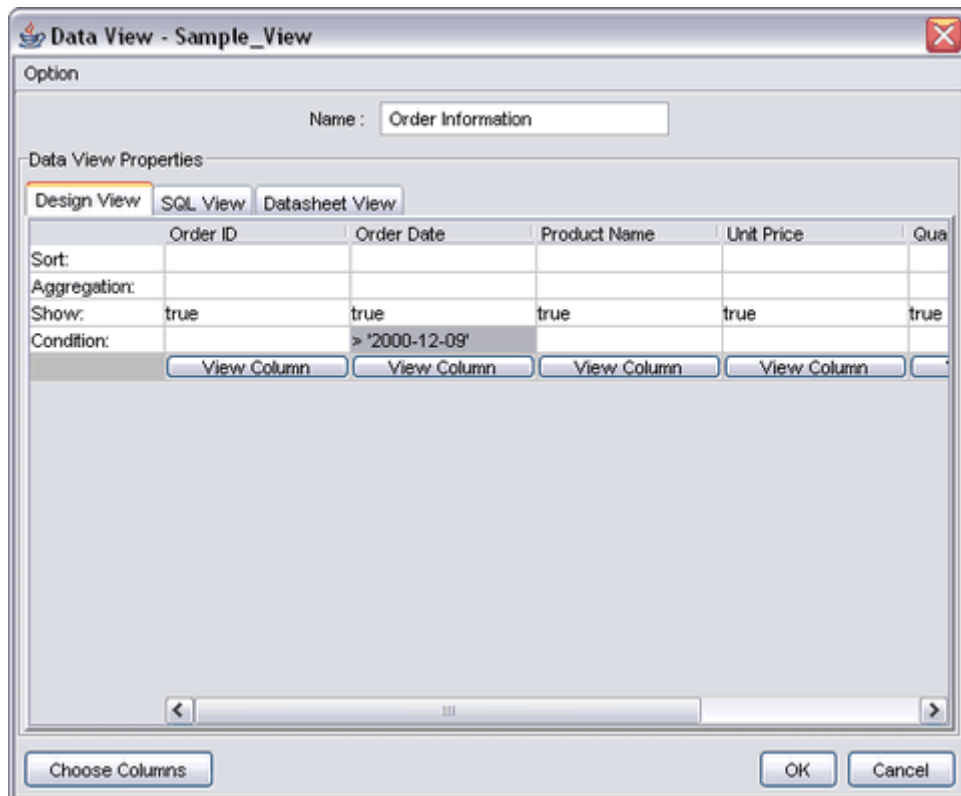 Data View - Sample_View
Option
Name : Order Information
Data View Properties
Design View SQL View Datasheet View
Order ID Order Date Product Name Unit Price Qua
Sort:
Aggregation:
Show: true true true true true
Condition: > '2000-12-09'
View Column View Column View Column View Column
Choose Columns OK Cancel